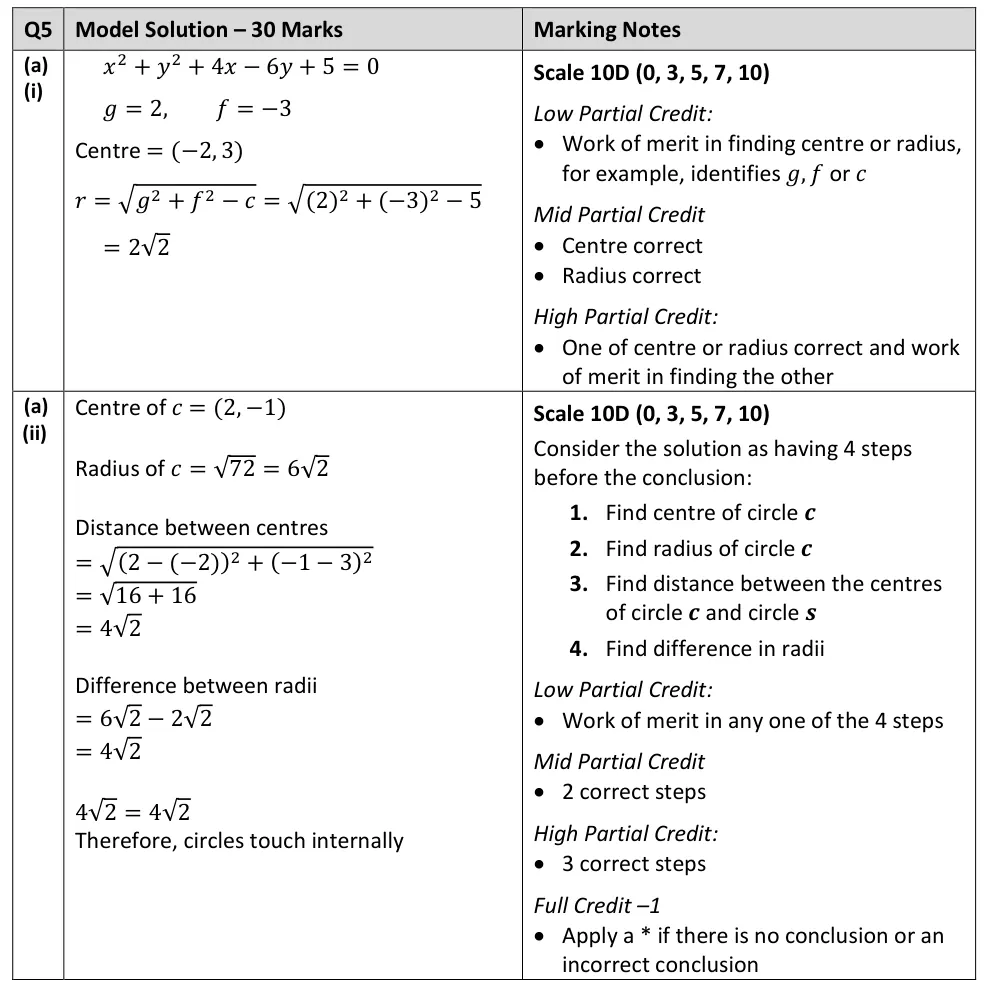 Q5 Model Solution – 30 Marks Marking Notes
(a)
(i)
x² + y² + 4x − 6y + 5 = 0
g = 2, f = −3
Centre = (−2, 3)
r = √(g² + f² − c) = √((2)² + (−3)² − 5)
= 2√2
Scale 10D (0, 3, 5, 7, 10)
Low Partial Credit:
• Work of merit in finding centre or radius,
for example, identifies g, f or c
Mid Partial Credit
• Centre correct
• Radius correct
High Partial Credit:
• One of centre or radius correct and work
of merit in finding the other
(a)
(ii)
Centre of c = (2, −1)
Radius of c = √72 = 6√2
Distance between centres
= √((2 − (−2))² + (−1 − 3)²)
= √(16 + 16)
= 4√2
Difference between radii
= 6√2 − 2√2
= 4√2
4√2 = 4√2
Therefore, circles touch internally
Scale 10D (0, 3, 5, 7, 10)
Consider the solution as having 4 steps
before the conclusion:
1. Find centre of circle c
2. Find radius of circle c
3. Find distance between the centres
of circle c and circle s
4. Find difference in radii
Low Partial Credit:
• Work of merit in any one of the 4 steps
Mid Partial Credit
• 2 correct steps
High Partial Credit:
• 3 correct steps
Full Credit –1
• Apply a * if there is no conclusion or an
incorrect conclusion